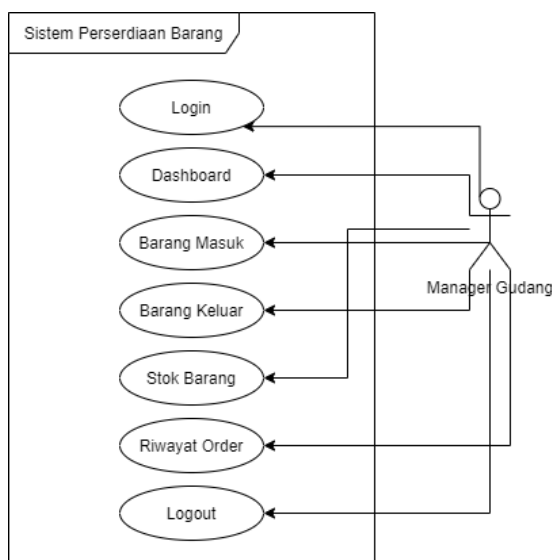 Sistem Perserdiaan Barang
Login
Dashboard
Barang Masuk
Manager Gudang
Barang Keluar
Stok Barang
Riwayat Order
Logout